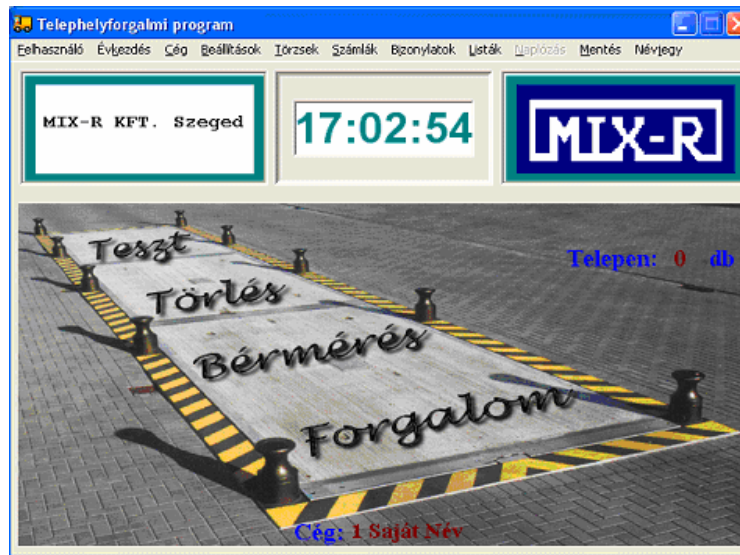 Telephelyforgalmi program
Felhasználó Évkezdés Cég Beállítások Törzsek Számlák Bizonylatok Listák Naplózás Mentés Névjegy
MIX-R KFT. Szeged
17:02:54
MIX-R
Teszt
Telepen: 0 db
Törlés
Bérmérés
Forgalom
Cég: 1 Saját Név